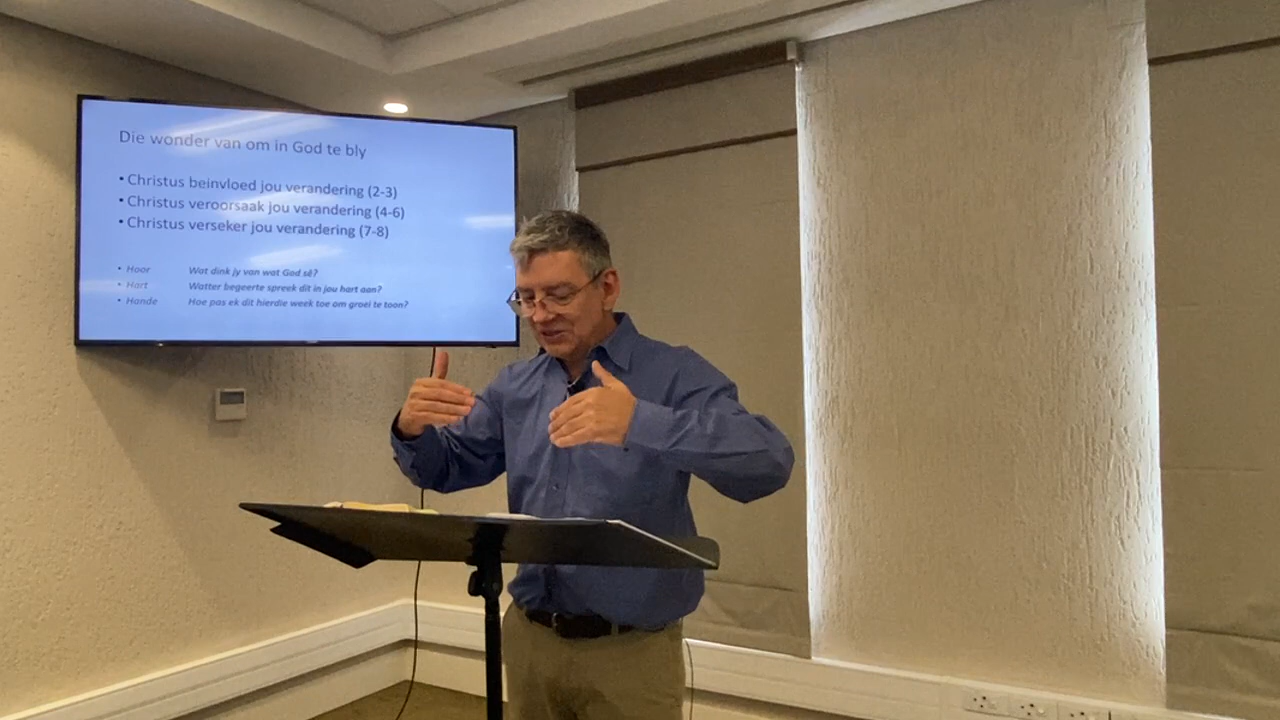 Die wonder van om in God te bly
• Christus beïnvloed jou verandering (2-3)
• Christus veroorsaak jou verandering (4-6)
• Christus verseker jou verandering (7-8)
• Hoor Wat dink jy van wat God sê?
• Hart Watter begeerte spreek dit in jou hart aan?
• Hande Hoe pas ek dit hierdie week toe om groei te toon?